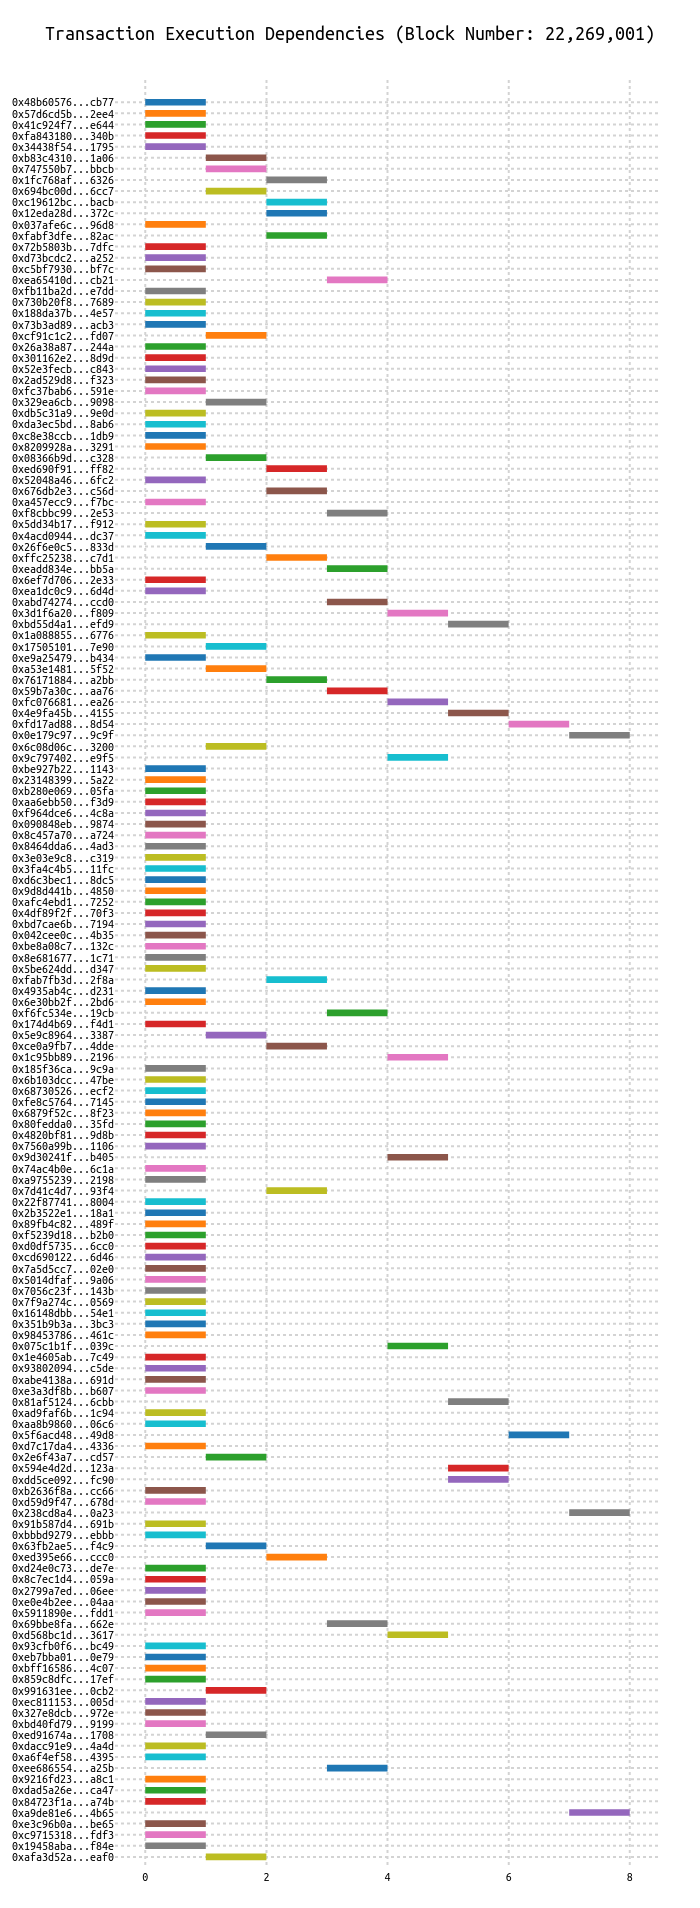 Transaction Execution Dependencies (Block Number: 22,269,001)
0x48b60576...cb77
0x57d6cd5b...2ee4
0x41c924f7...e644
0xfa843180...340b
0x34438f54...1795
0xb83c4310...1a06
0x747550b7...bbcb
0x1fc768af...6326
0x694bc00d...6cc7
0xc19612bc...bacb
0x12eda28d...372c
0x037afe6c...96d8
0xfabf3dfe...82ac
0x72b5803b...7dfc
0xd73bcdc2...a252
0xc5bf7930...bf7c
0xea65410d...cb21
0xfb11ba2d...e7dd
0x730b20f8...7689
0x188da37b...4e57
0x73b3ad89...acb3
0xcf91c1c2...fd07
0x26a38a87...244a
0x301162e2...8d9d
0x52e3fecb...c843
0x2ad529d8...f323
0xfc37bab6...591e
0x329ea6cb...9098
0xdb5c31a9...9e0d
0xda3ec5bd...8ab6
0xc8e38ccb...1db9
0x8209928a...3291
0x08366b9d...c328
0xed690f91...ff82
0x52048a46...6fc2
0x676db2e3...c56d
0xa457ecc9...f7bc
0xf8cbbc99...2e53
0x5dd34b17...f912
0x4acd0944...dc37
0x26f6e0c5...833d
0xffc25238...c7d1
0xeadd834e...bb5a
0x6ef7d706...2e33
0xea1dc0c9...6d4d
0xabd74274...ccd0
0x3d1f6a20...f809
0xbd55d4a1...efd9
0x1a088855...6776
0x17505101...7e90
0xe9a25479...b434
0xa53e1481...5f52
0x76171884...a2bb
0x59b7a30c...aa76
0xfc076681...ea26
0x4e9fa45b...4155
0xfd17ad88...8d54
0x0e179c97...9c9f
0x6c08d06c...3200
0x9c797402...e9f5
0xbe927b22...1143
0x23148399...5a22
0xb280e069...05fa
0xaa6ebb50...f3d9
0xf964dce6...4c8a
0x090848eb...9874
0x8c457a70...a724
0x8464dda6...4ad3
0x3e03e9c8...c319
0x3fa4c4b5...11fc
0xd6c3bec1...8dc5
0x9d8d441b...4850
0xafc4ebd1...7252
0x4df89f2f...70f3
0xbd7cae6b...7194
0x042cee0c...4b35
0xbe8a08c7...132c
0x8e681677...1c71
0x5be624dd...d347
0xfab7fb3d...2f8a
0x4935ab4c...d231
0x6e30bb2f...2bd6
0xf6fc534e...19cb
0x174d4b69...f4d1
0x5e9c8964...3387
0xce0a9fb7...4dde
0x1c95bb89...2196
0x185f36ca...9c9a
0x6b103dcc...47be
0x68730526...ecf2
0xfe8c5764...7145
0x6879f52c...8f23
0x80fedda0...35fd
0x4820bf81...9d8b
0x7560a99b...1106
0x9d30241f...b405
0x74ac4b0e...6c1a
0xa9755239...2198
0x7d41c4d7...93f4
0x22f87741...8004
0x2b3522e1...18a1
0x89fb4c82...489f
0xf5239d18...b2b0
0xd0df5735...6cc0
0xcd690122...6d46
0x7a5d5cc7...02e0
0x5014dfaf...9a06
0x7056c23f...143b
0x7f9a274c...0569
0x16148dbb...54e1
0x351b9b3a...3bc3
0x98453786...461c
0x075c1b1f...039c
0x1e4605ab...7c49
0x93802094...c5de
0xabe4138a...691d
0xe3a3df8b...b607
0x81af5124...6cbb
0xad9faf6b...1c94
0xaa8b9860...06c6
0x5f6acd48...49d8
0xd7c17da4...4336
0x2e6f43a7...cd57
0x594e4d2d...123a
0xdd5ce092...fc90
0xb2636f8a...cc66
0xd59d9f47...678d
0x238cd8a4...0a23
0x91b587d4...691b
0xbbbd9279...ebbb
0x63fb2ae5...f4c9
0xed395e66...ccc0
0xd24e0c73...de7e
0x8c7ec1d4...059a
0x2799a7ed...06ee
0xe0e4b2ee...04aa
0x5911890e...fdd1
0x69bbe8fa...662e
0xd568bc1d...3617
0x93cfb0f6...bc49
0xeb7bba01...0e79
0xbff16586...4c07
0x859c8dfc...17ef
0x991631ee...0cb2
0xec811153...005d
0x327e8dcb...972e
0xbd40fd79...9199
0xed91674a...1708
0xdacc91e9...4a4d
0xa6f4ef58...4395
0xee686554...a25b
0x9216fd23...a8c1
0xdad5a26e...ca47
0x84723f1a...a74b
0xa9de81e6...4b65
0xe3c96b0a...be65
0xc9715318...fdf3
0x19458aba...f84e
0xafa3d52a...eaf0
0 2 4 6 8